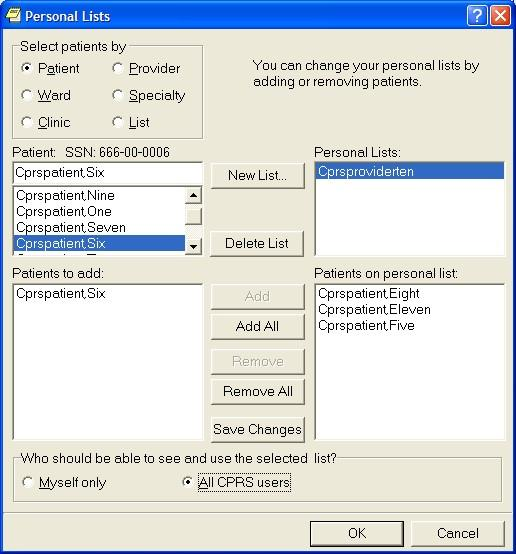 Personal Lists
Select patients by
Patient
Provider
Ward
Specialty
Clinic
List
You can change your personal lists by
adding or removing patients.
Patient: SSN: 666-00-0006
Cprspatient,Six
Cprspatient,Nine
Cprspatient,One
Cprspatient,Seven
Cprspatient,Six
New List...
Delete List
Personal Lists:
Cprsproviderten
Patients to add:
Cprspatient,Six
Add
Add All
Remove
Remove All
Save Changes
Patients on personal list:
Cprspatient,Eight
Cprspatient,Eleven
Cprspatient,Five
Who should be able to see and use the selected list?
Myself only
All CPRS users
OK
Cancel